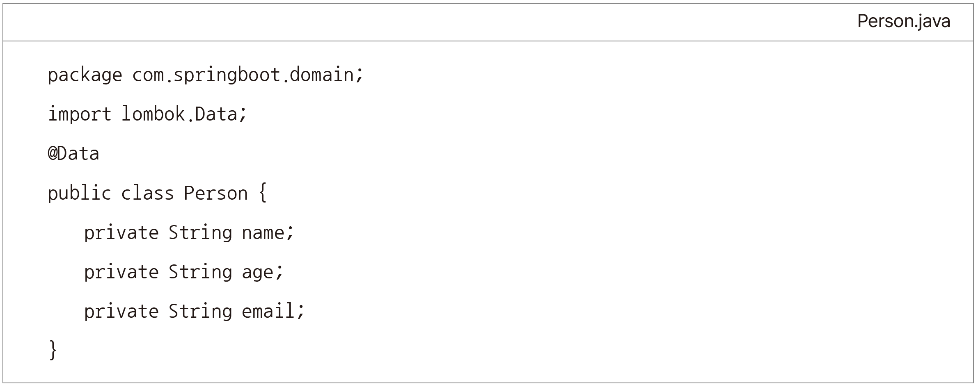 Person.java
package com.springboot.domain;
import lombok.Data;
@Data
public class Person {
    private String name;
    private String age;
    private String email;
}